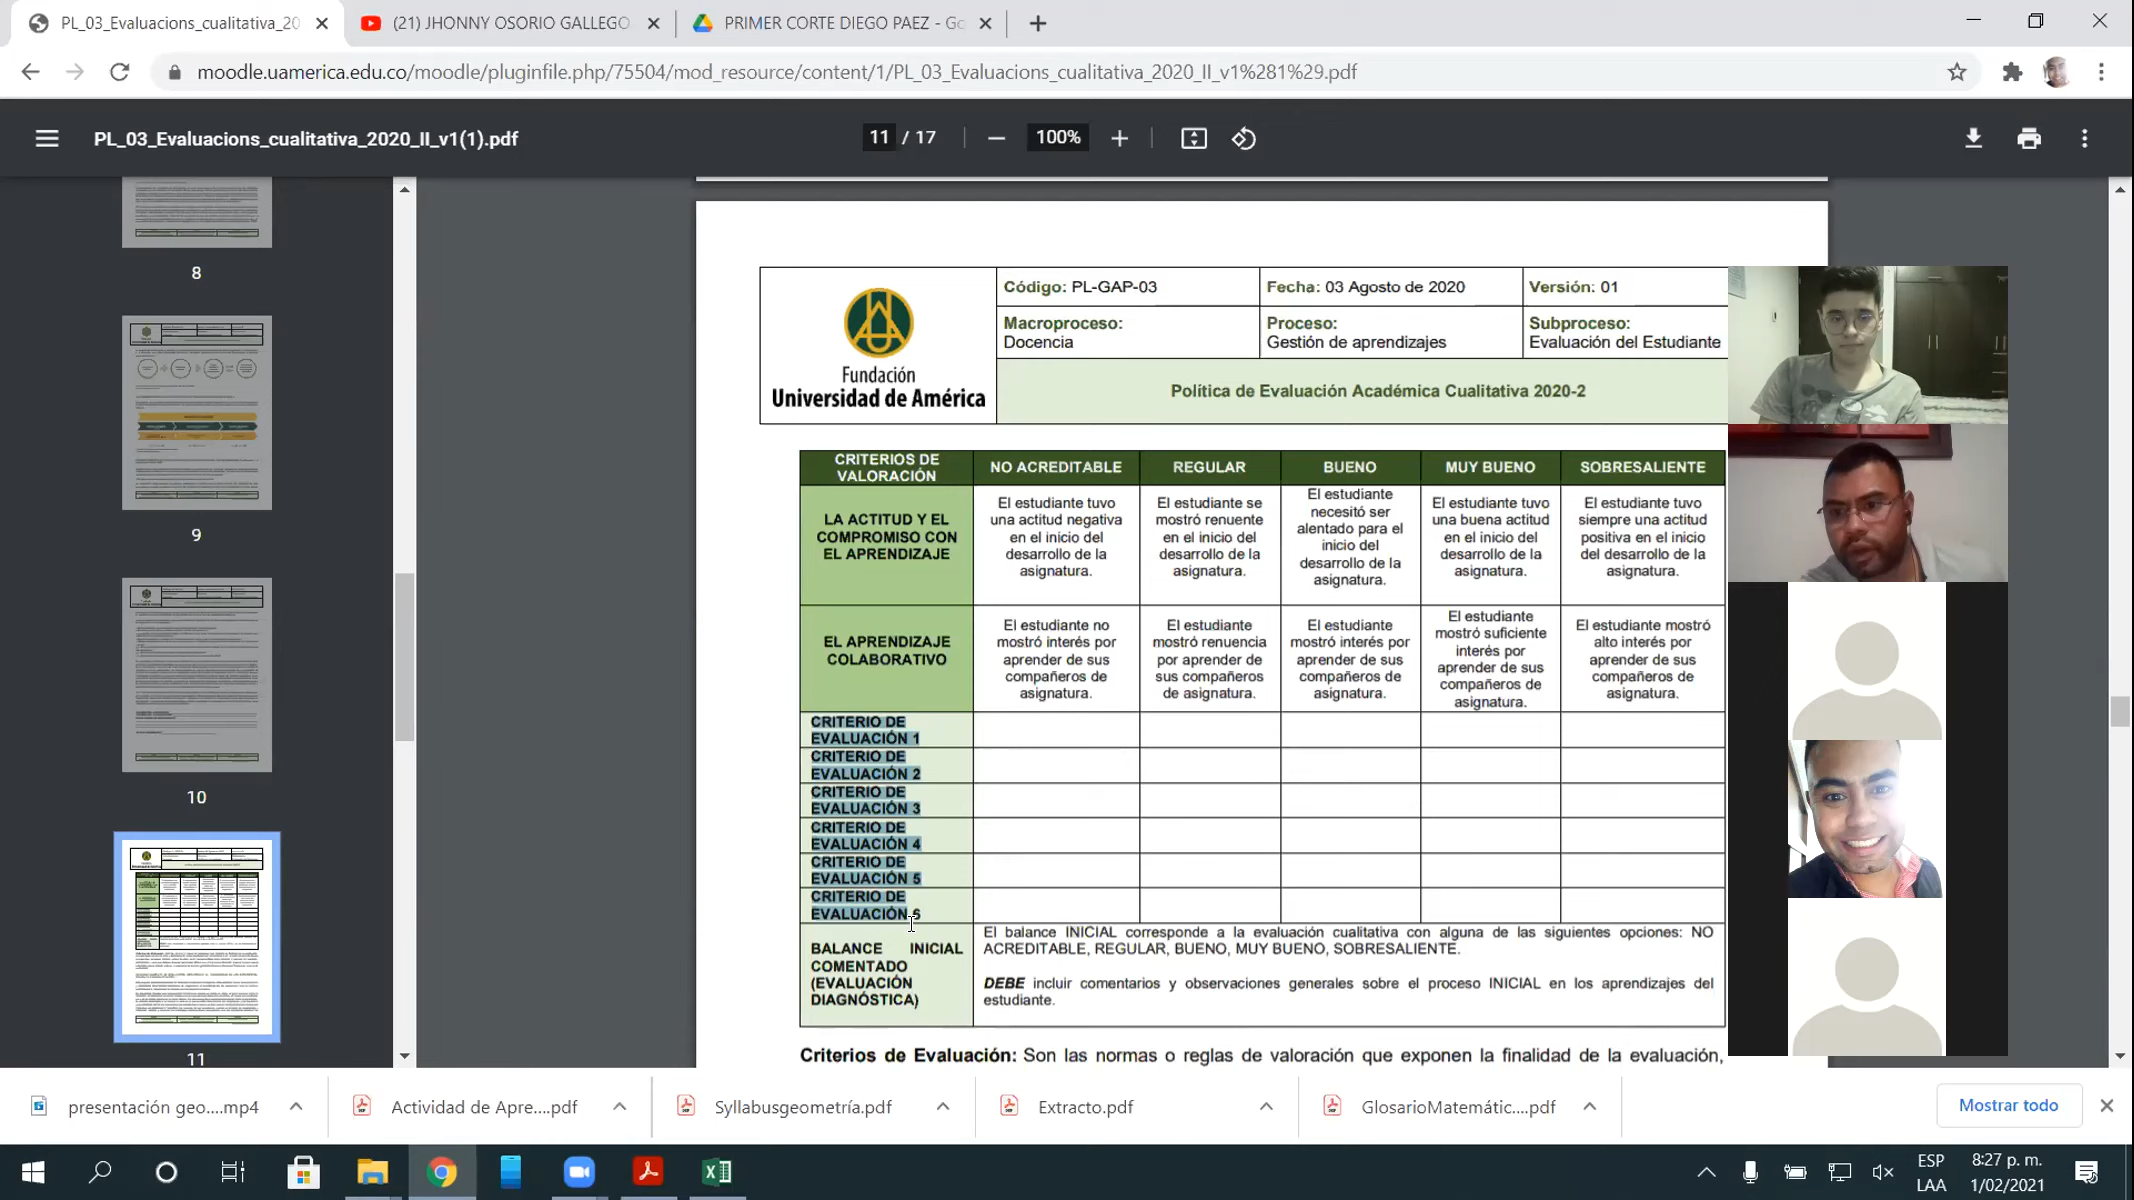 PL_03_Evaluacions_cualitativa_20
(21) JHONNY OSORIO GALLEGO
PRIMER CORTE DIEGO PAEZ - Go
moodle.uamerica.edu.co/moodle/pluginfile.php/75504/mod_resource/content/1/PL_03_Evaluacions_cualitativa_2020_II_v1%281%29.pdf
PL_03_Evaluacions_cualitativa_2020_II_v1(1).pdf
11 / 17
100%
8
9
10
11
Fundación
Universidad de América
Código: PL-GAP-03
Fecha: 03 Agosto de 2020
Versión: 01
Macroproceso:
Docencia
Proceso:
Gestión de aprendizajes
Subproceso:
Evaluación del Estudiante
Política de Evaluación Académica Cualitativa 2020-2
CRITERIOS DE
VALORACIÓN
NO ACREDITABLE
REGULAR
BUENO
MUY BUENO
SOBRESALIENTE
LA ACTITUD Y EL
COMPROMISO CON
EL APRENDIZAJE
El estudiante tuvo
una actitud negativa
en el inicio del
desarrollo de la
asignatura.
El estudiante se
mostró renuente
en el inicio del
desarrollo de la
asignatura.
El estudiante
necesitó ser
alentado para el
inicio del
desarrollo de la
asignatura.
El estudiante tuvo
una buena actitud
en el inicio del
desarrollo de la
asignatura.
El estudiante tuvo
siempre una actitud
positiva en el inicio
del desarrollo de la
asignatura.
EL APRENDIZAJE
COLABORATIVO
El estudiante no
mostró interés por
aprender de sus
compañeros de
asignatura.
El estudiante
mostró renuencia
por aprender de
sus compañeros
de asignatura.
El estudiante
mostró interés por
aprender de sus
compañeros de
asignatura.
El estudiante
mostró suficiente
interés por
aprender de sus
compañeros de
asignatura.
El estudiante mostró
alto interés por
aprender de sus
compañeros de
asignatura.
CRITERIO DE
EVALUACIÓN 1
CRITERIO DE
EVALUACIÓN 2
CRITERIO DE
EVALUACIÓN 3
CRITERIO DE
EVALUACIÓN 4
CRITERIO DE
EVALUACIÓN 5
CRITERIO DE
EVALUACIÓN 6
BALANCE INICIAL
COMENTADO
(EVALUACIÓN
DIAGNÓSTICA)
El balance INICIAL corresponde a la evaluación cualitativa con alguna de las siguientes opciones: NO
ACREDITABLE, REGULAR, BUENO, MUY BUENO, SOBRESALIENTE.
DEBE incluir comentarios y observaciones generales sobre el proceso INICIAL en los aprendizajes del
estudiante.
Criterios de Evaluación: Son las normas o reglas de valoración que exponen la finalidad de la evaluación,
presentación geo....mp4
Actividad de Apre....pdf
Syllabusgeometría.pdf
Extracto.pdf
GlosarioMatemátic....pdf
Mostrar todo
ESP
LAA
8:27 p. m.
1/02/2021